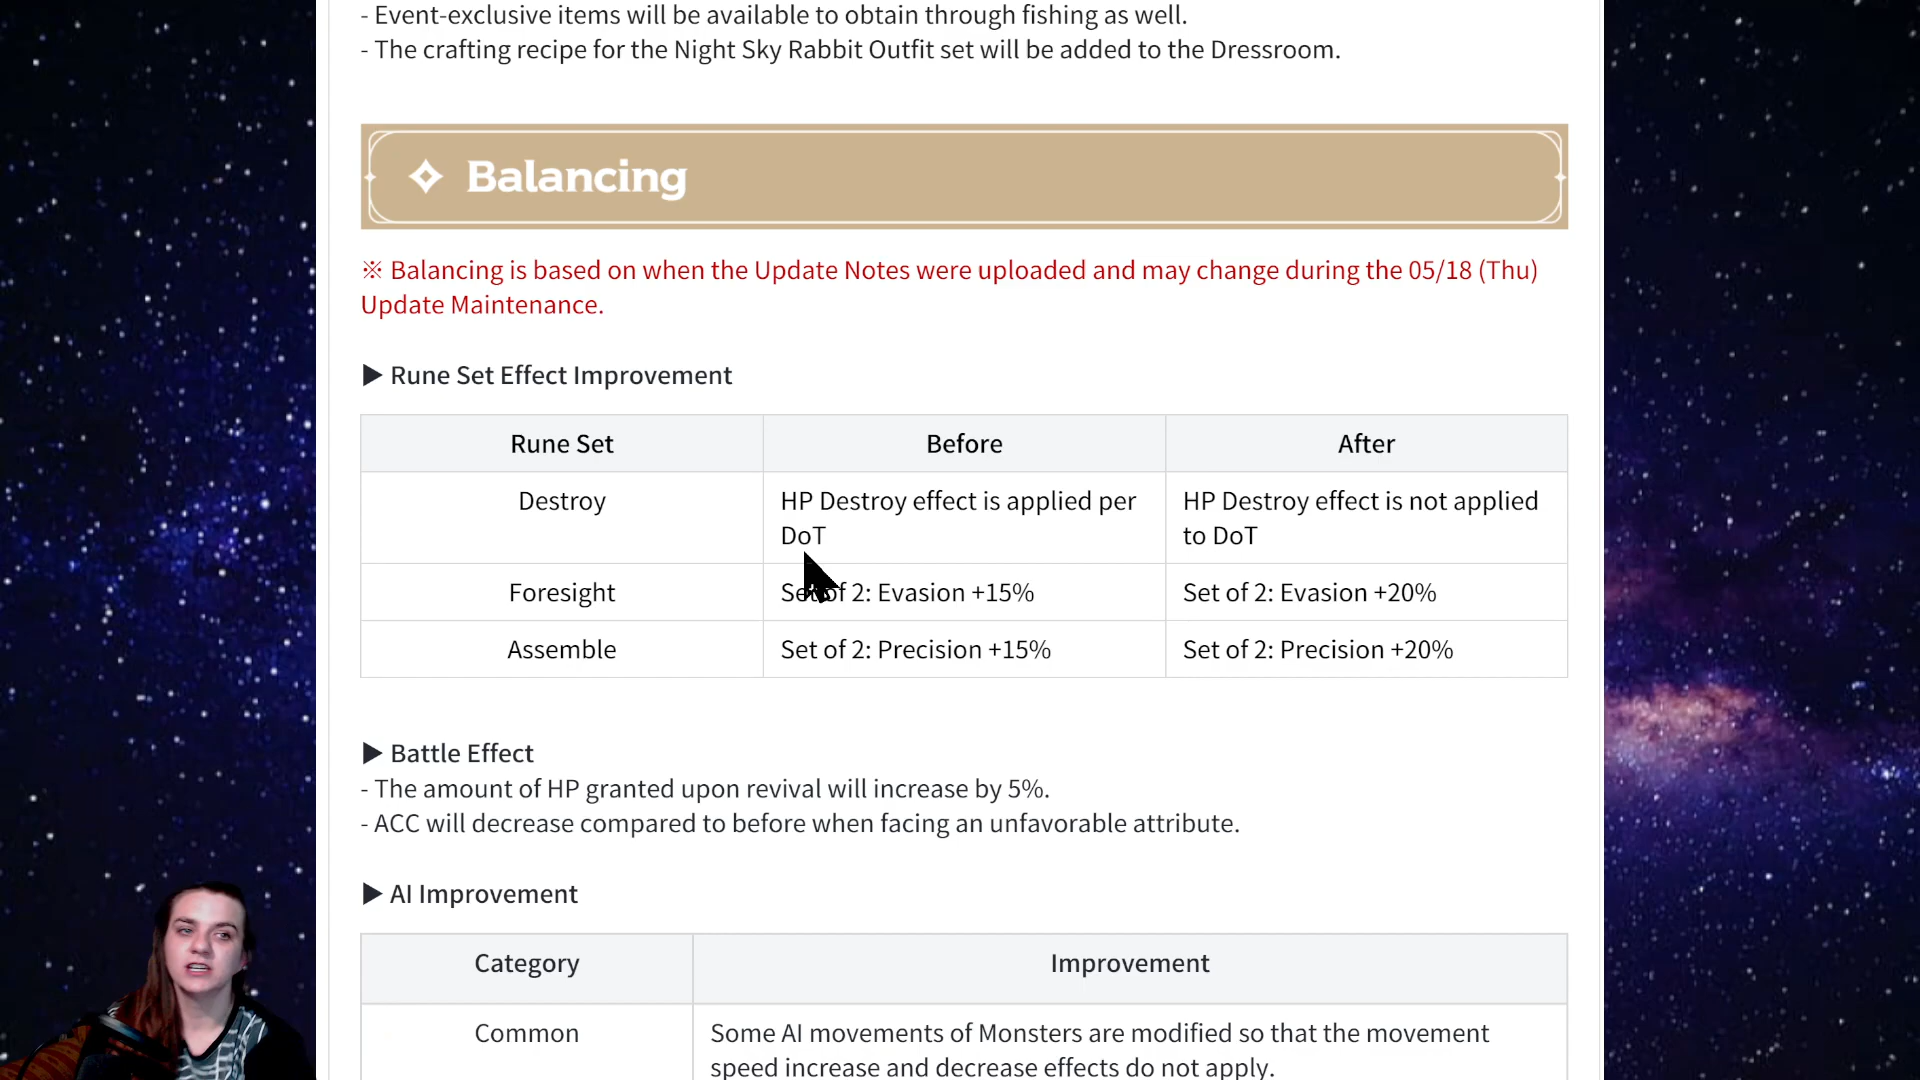 - Event-exclusive items will be available to obtain through fishing as well.
- The crafting recipe for the Night Sky Rabbit Outfit set will be added to the Dressroom.
Balancing
※ Balancing is based on when the Update Notes were uploaded and may change during the 05/18 (Thu)
Update Maintenance.
▶ Rune Set Effect Improvement
Rune Set Before After
Destroy HP Destroy effect is applied per HP Destroy effect is not applied
DoT to DoT
Foresight Set of 2: Evasion +15% Set of 2: Evasion +20%
Assemble Set of 2: Precision +15% Set of 2: Precision +20%
▶ Battle Effect
- The amount of HP granted upon revival will increase by 5%.
- ACC will decrease compared to before when facing an unfavorable attribute.
▶ AI Improvement
Category Improvement
Common Some AI movements of Monsters are modified so that the movement
speed increase and decrease effects do not apply.